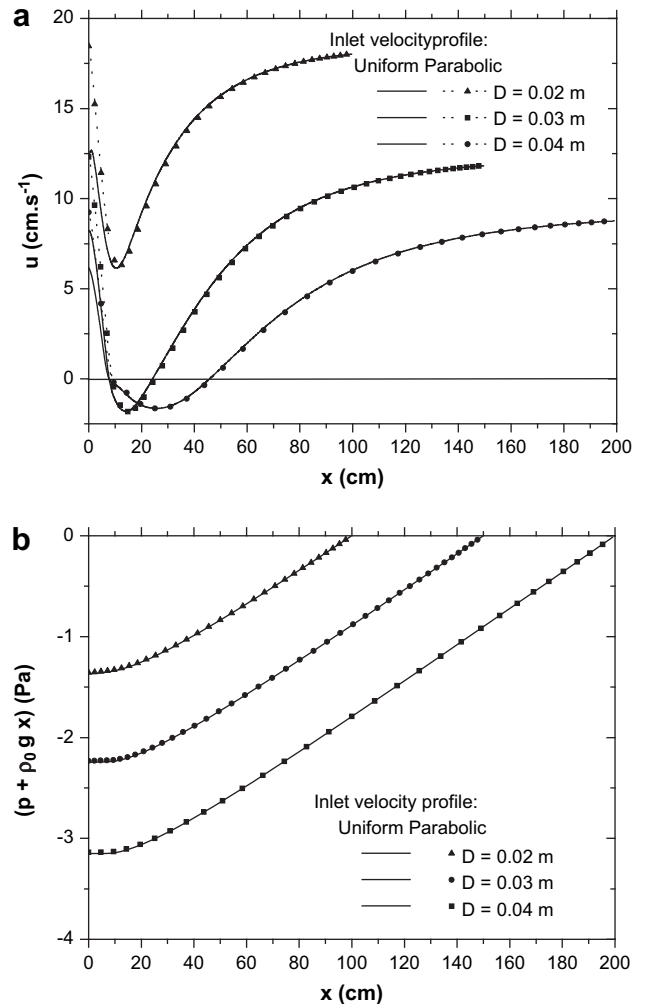 a
Inlet velocityprofile:
Uniform Parabolic
D = 0.02 m
D = 0.03 m
D = 0.04 m
20
15
10
5
0
u (cm.s⁻¹)
0 20 40 60 80 100 120 140 160 180 200
x (cm)
b
0
-1
-2
-3
-4
(p + ρ₀ g x) (Pa)
Inlet velocity profile:
Uniform Parabolic
D = 0.02 m
D = 0.03 m
D = 0.04 m
0 20 40 60 80 100 120 140 160 180 200
x (cm)